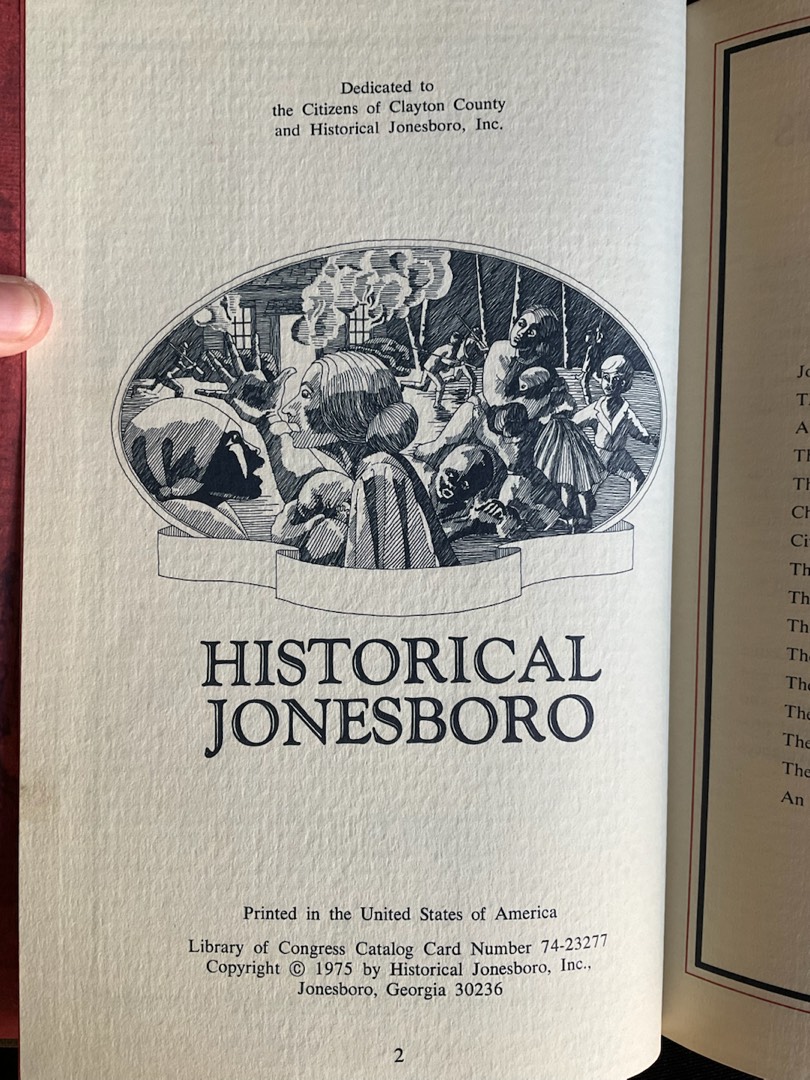 Dedicated to
the Citizens of Clayton County
and Historical Jonesboro, Inc.
HISTORICAL
JONESBORO
Printed in the United States of America
Library of Congress Catalog Card Number 74-23277
Copyright © 1975 by Historical Jonesboro, Inc.,
Jonesboro, Georgia 30236
2
An